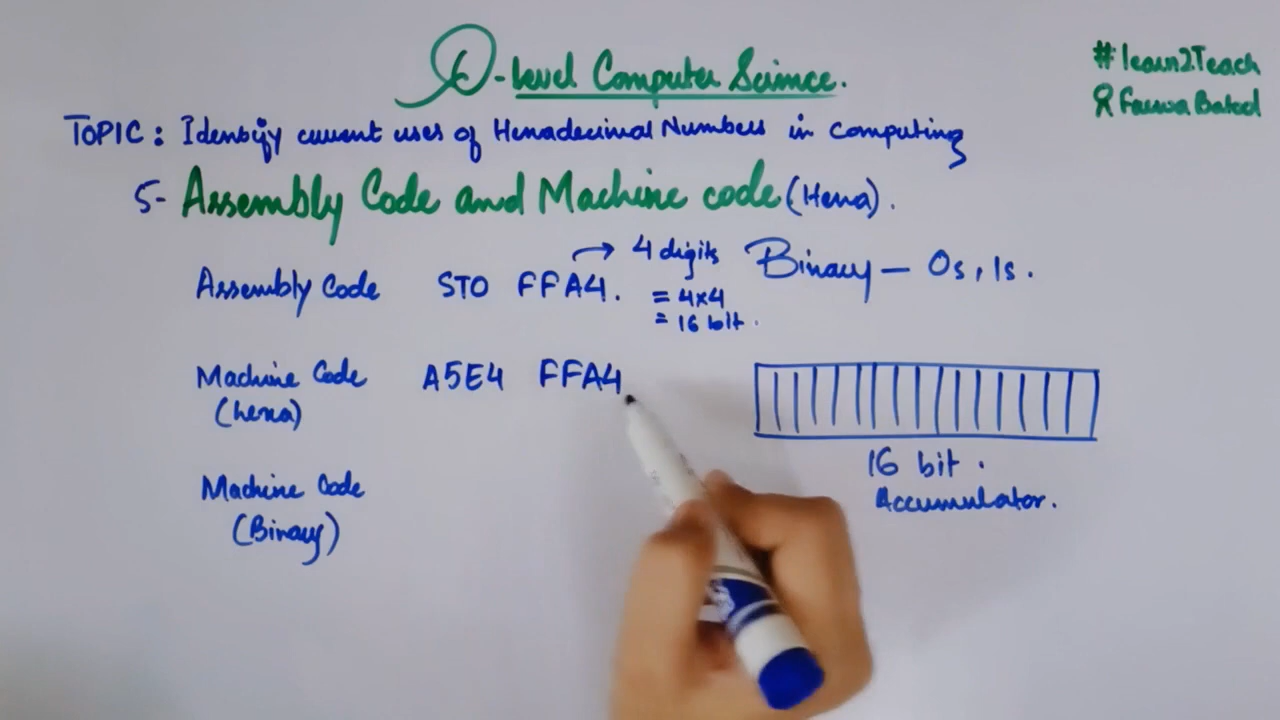 O-level Computer Science.
#learn2Teach
Farwa Batool
TOPIC: Identify current uses of Hexadecimal Numbers in Computing
5- Assembly Code and Machine code (Hexa).
Assembly Code STO FFA4.
→ 4 digits
= 4x4
= 16 bit.
Binary – 0s, 1s.
Machine Code A5E4 FFA4
(hexa)
16 bit.
Accumulator.
Machine Code
(Binary)